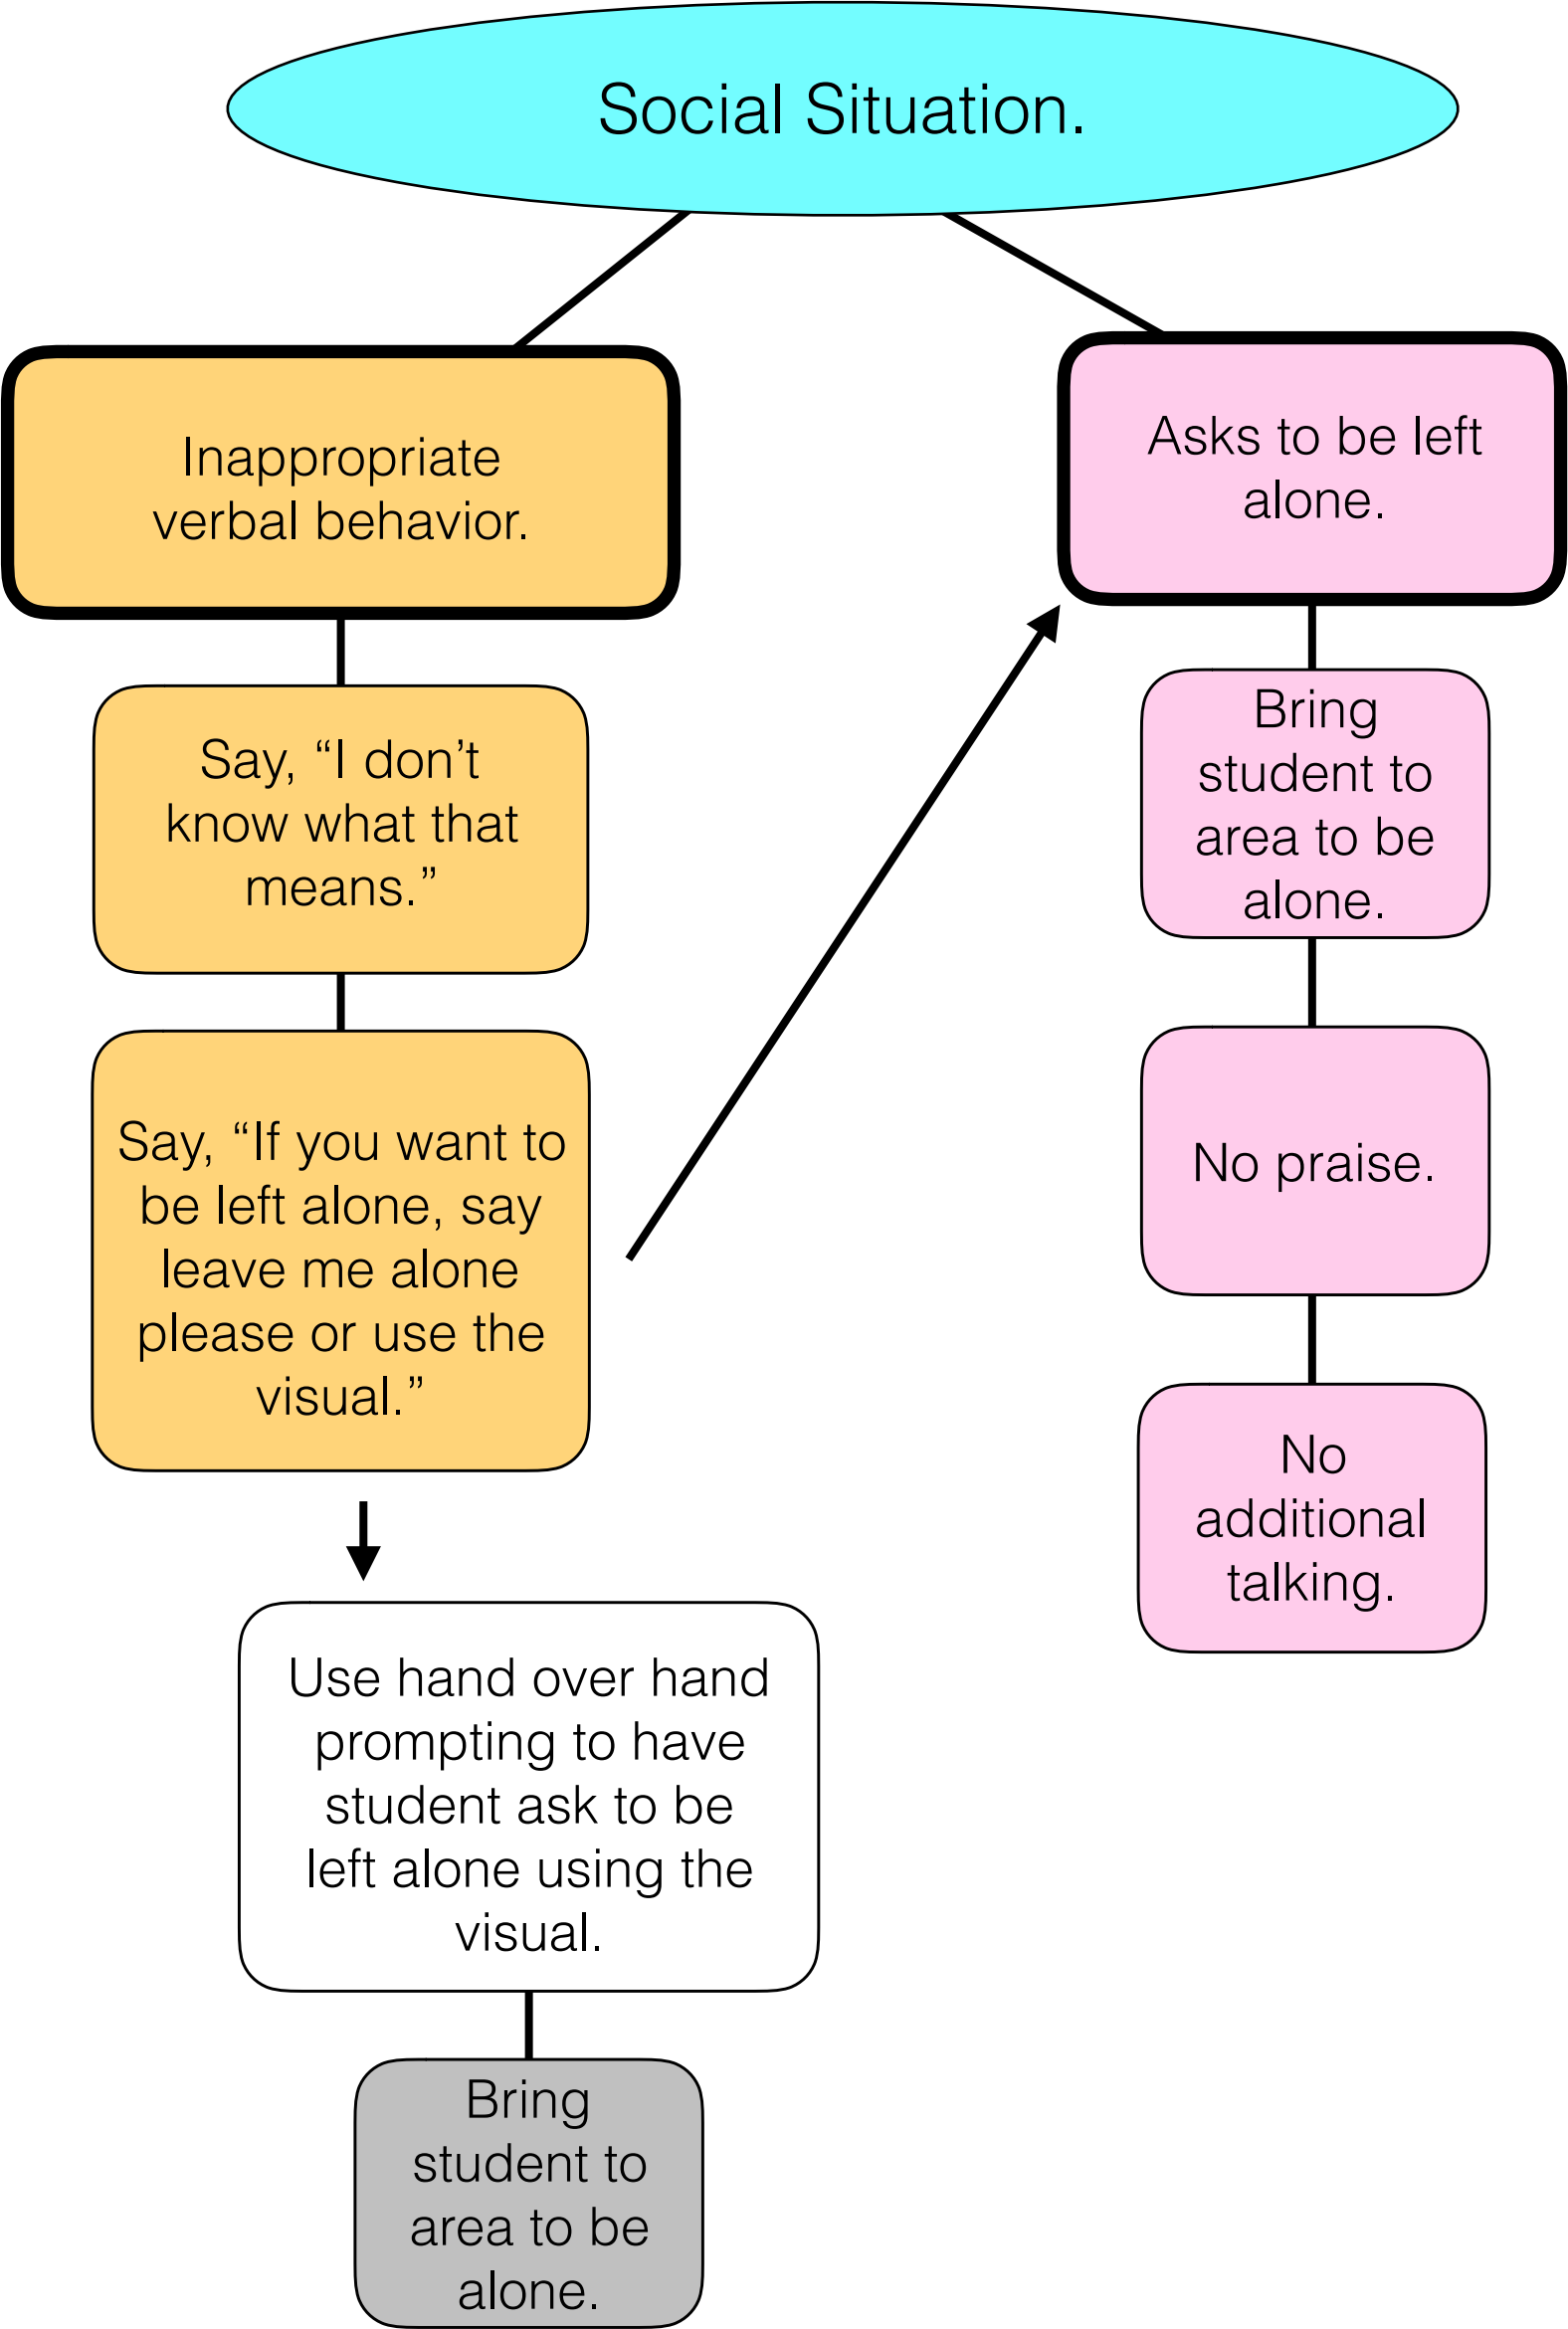 Social Situation.
Inappropriate
verbal behavior.
Say, “I don’t
know what that
means.”
Say, “If you want to
be left alone, say
leave me alone
please or use the
visual.”
Use hand over hand
prompting to have
student ask to be
left alone using the
visual.
Bring
student to
area to be
alone.
Asks to be left
alone.
Bring
student to
area to be
alone.
No praise.
No
additional
talking.